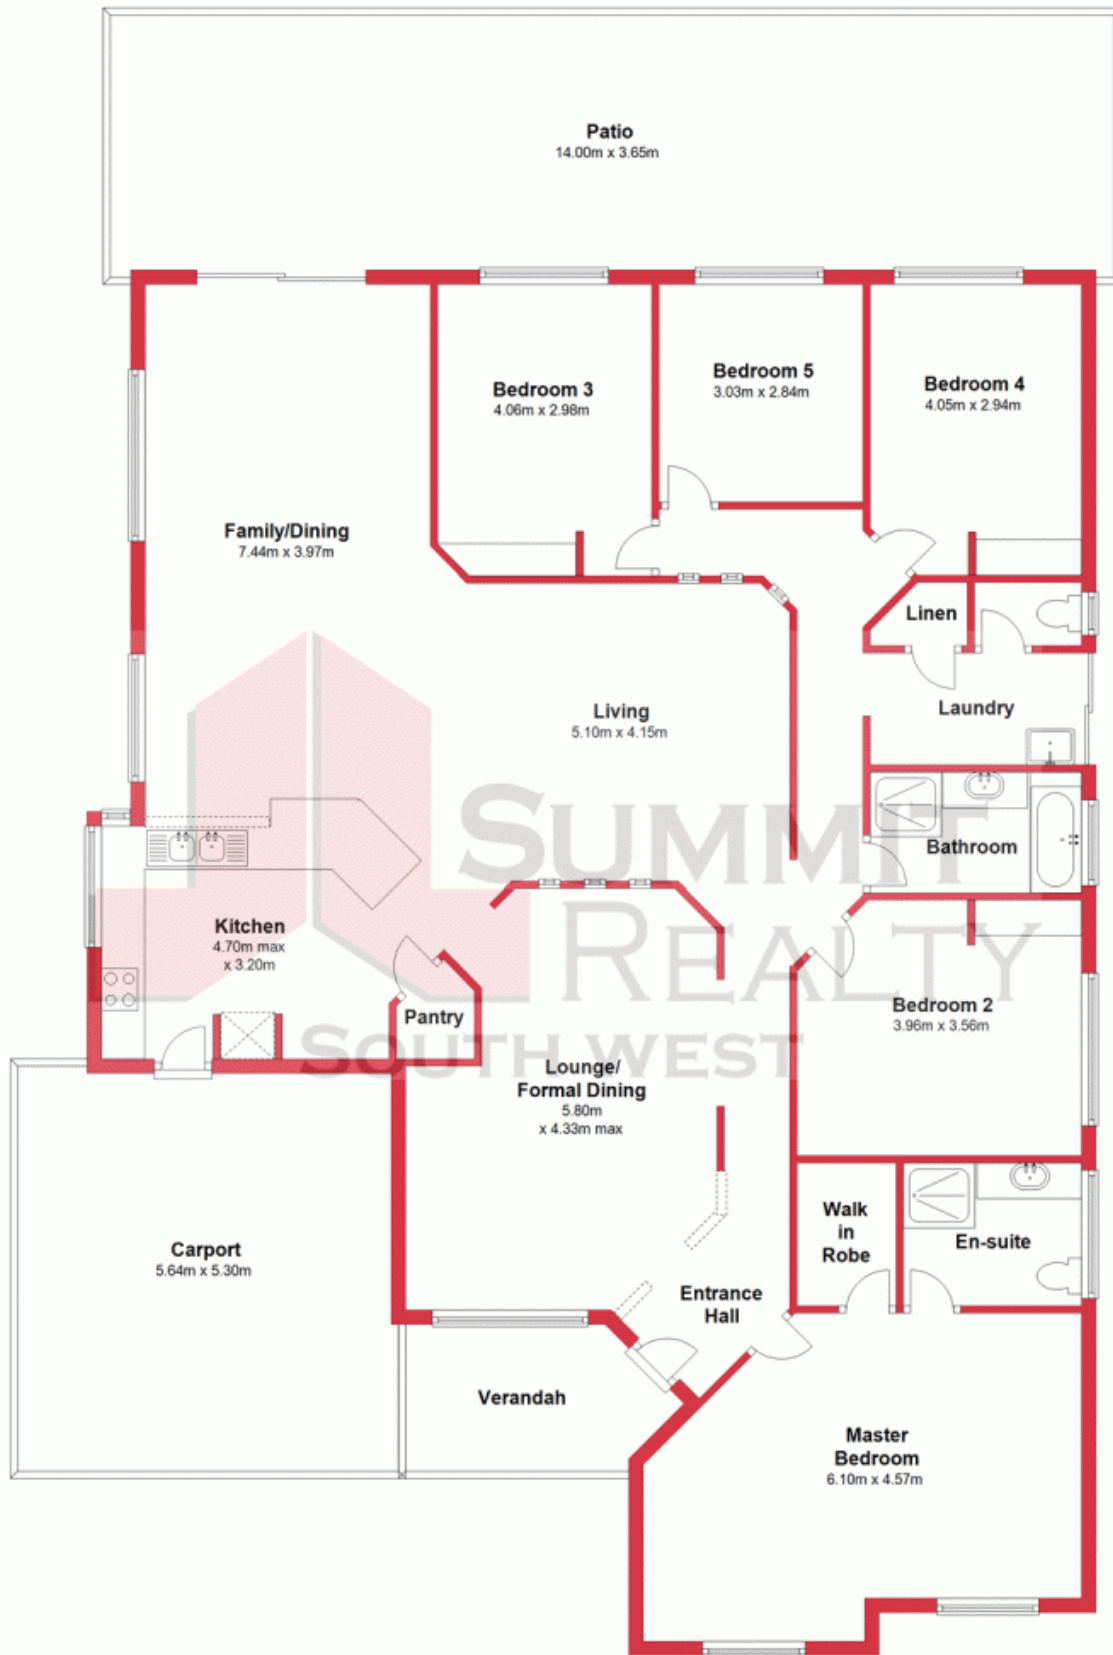 Patio
14.00m x 3.65m
Bedroom 3
4.06m x 2.98m
Bedroom 5
3.03m x 2.84m
Bedroom 4
4.05m x 2.94m
Family/Dining
7.44m x 3.97m
Linen
Living
5.10m x 4.15m
Laundry
SUMMIT
REALTY
SOUTH WEST
Bathroom
Kitchen
4.70m max
x 3.20m
Pantry
Bedroom 2
3.96m x 3.56m
Lounge/
Formal Dining
5.80m
x 4.33m max
Walk
in
Robe
En-suite
Carport
5.64m x 5.30m
Entrance
Hall
Verandah
Master
Bedroom
6.10m x 4.57m